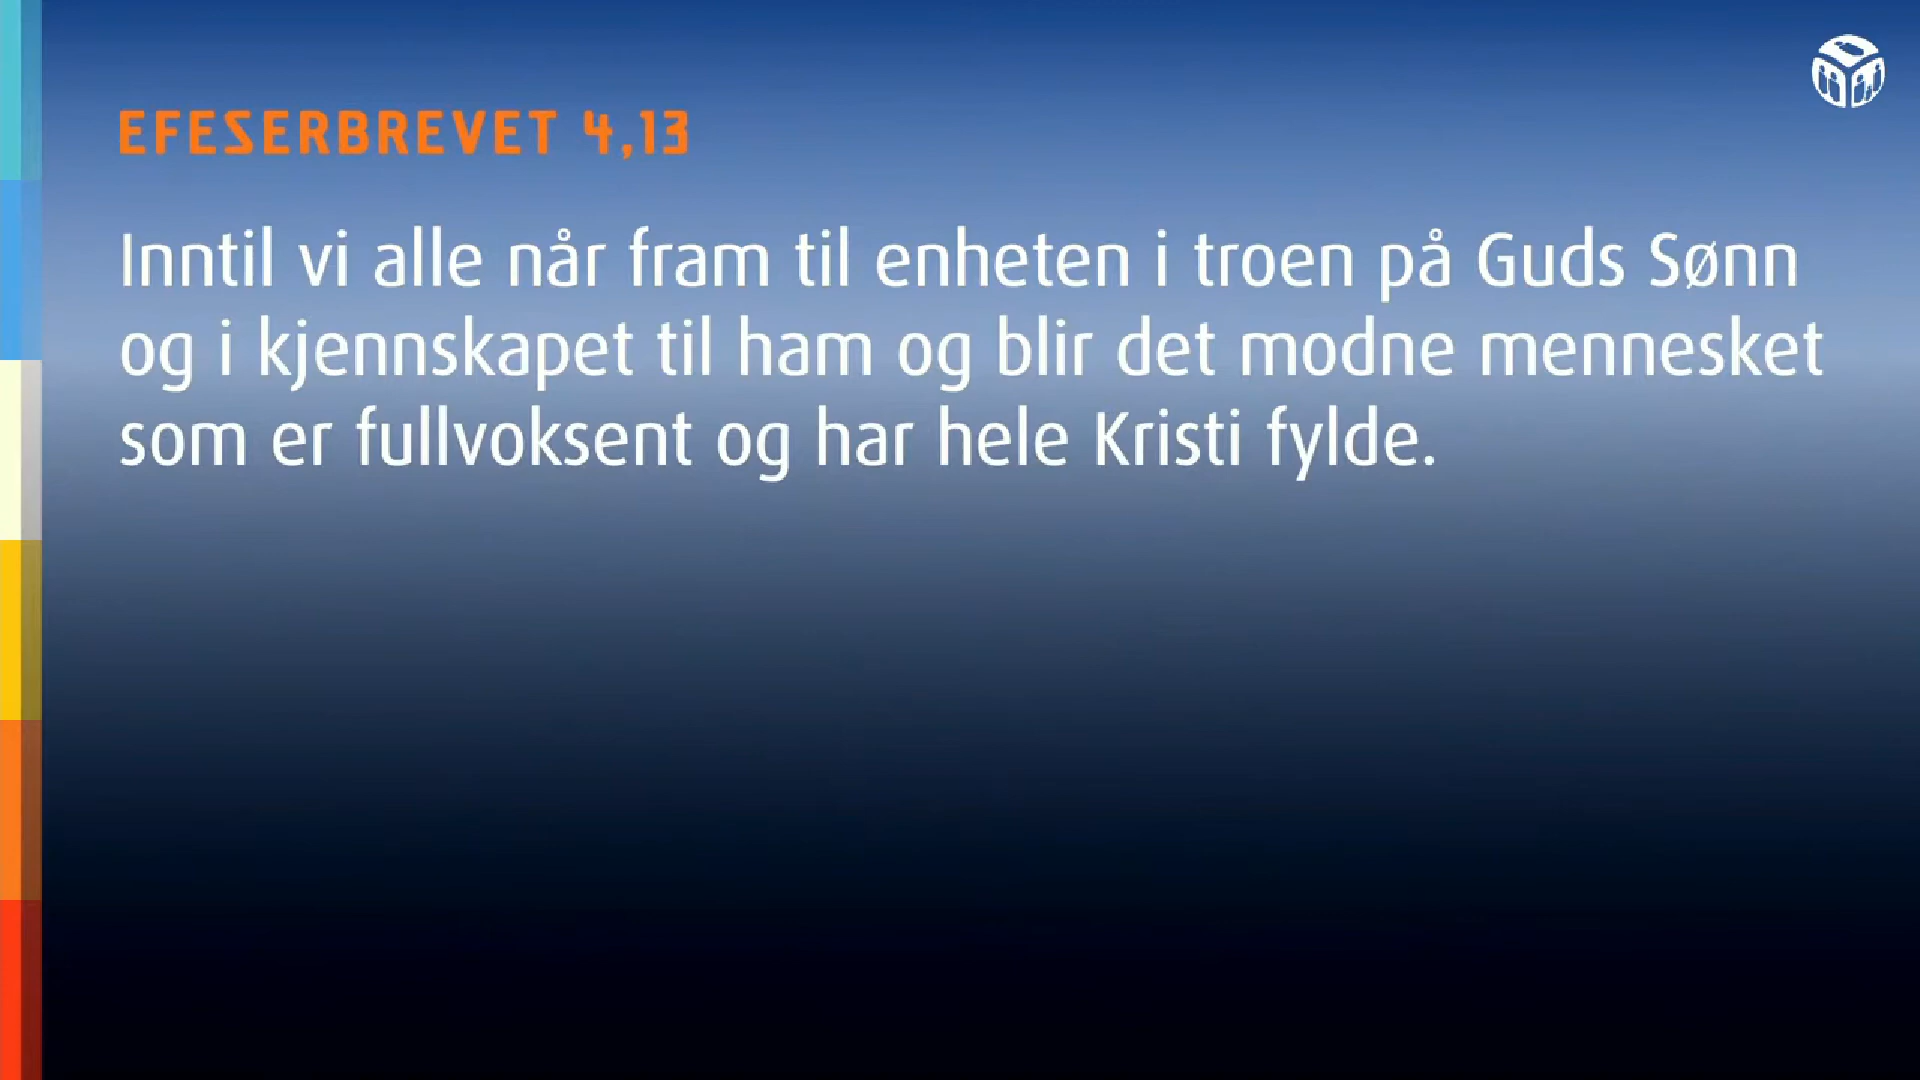 EFESERBREVET 4,13
Inntil vi alle når fram til enheten i troen på Guds Sønn
og i kjennskapet til ham og blir det modne mennesket
som er fullvoksent og har hele Kristi fylde.